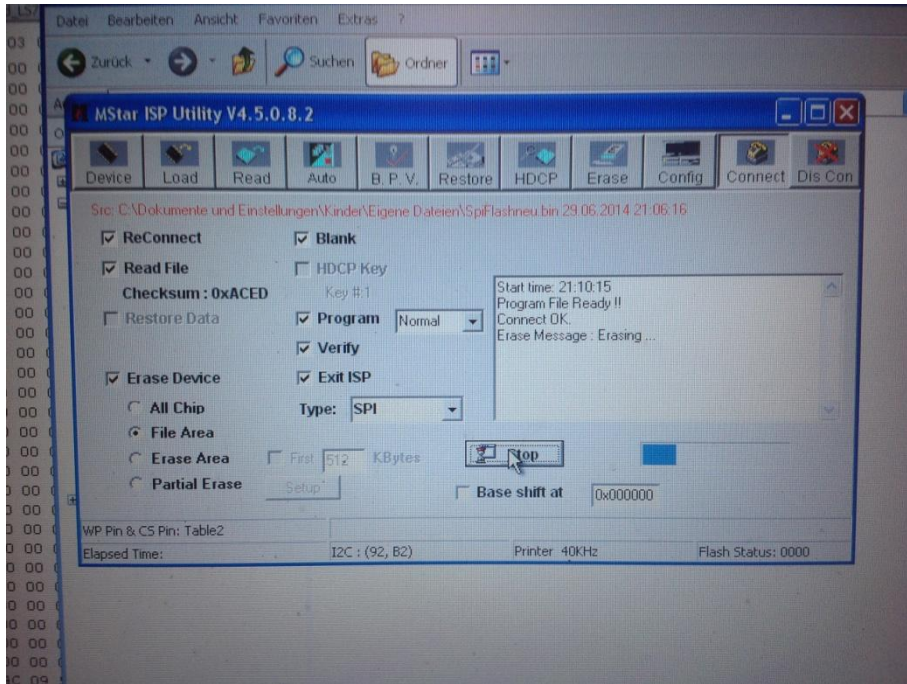 Datei Bearbeiten Ansicht Favoriten Extras ?
Zurück Suchen Ordner
MStar ISP Utility V4.5.0.8.2
Device Load Read Auto B. P. V. Restore HDCP Erase Config Connect Dis Con
Src: C:\Dokumente und Einstellungen\Kinder\Eigene Dateien\SpiFlashneu.bin 29.06.2014 21:06:16
ReConnect
Blank
Read File
HDCP Key
Checksum : 0xACED
Key #:1
Restore Data
Program Normal
Verify
Erase Device
Exit ISP
All Chip
Type: SPI
File Area
Erase Area
First 512 KBytes
Partial Erase
Setup
Start time: 21:10:15
Program File Ready !!
Connect OK.
Erase Message : Erasing ...
Stop
Base shift at 0x000000
WP Pin & CS Pin: Table2
Elapsed Time: I2C : (92, B2) Printer 40KHz Flash Status: 0000